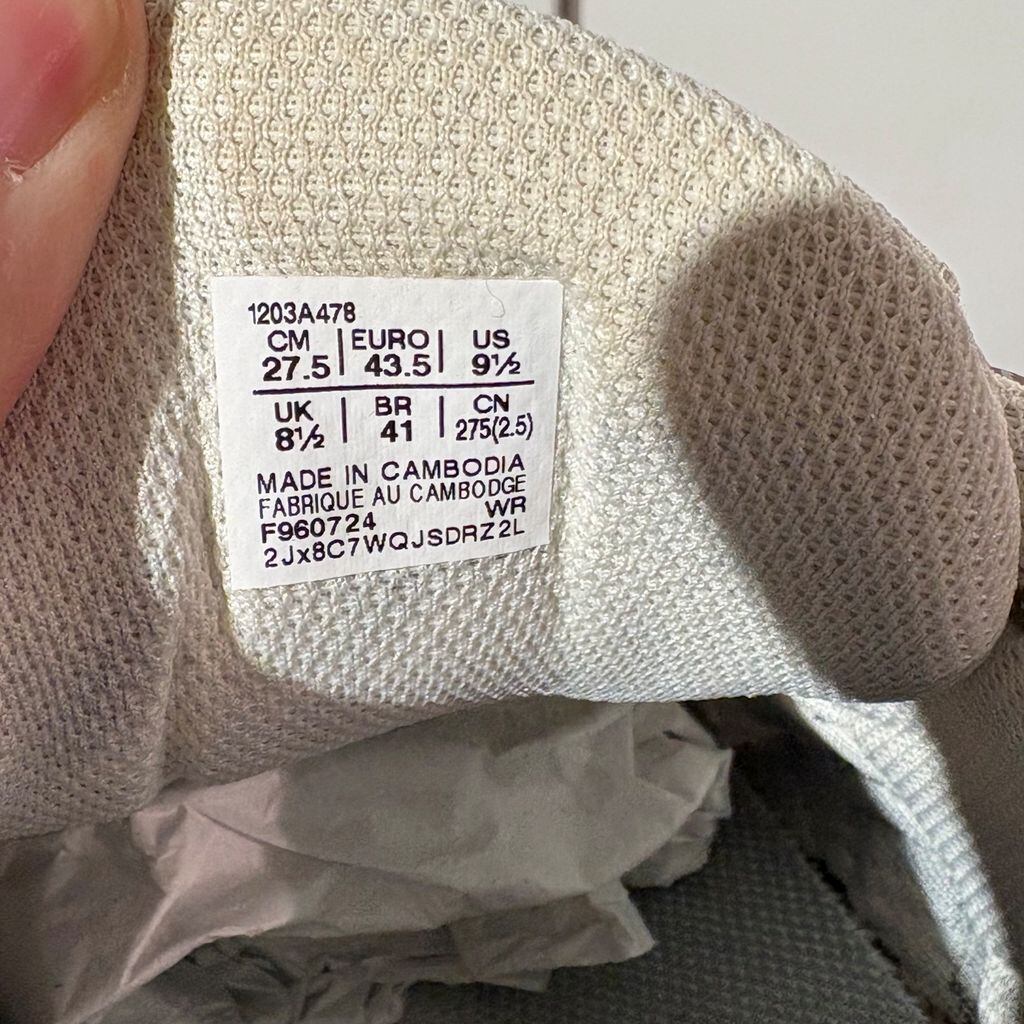 1203A478
CM | EURO | US
27.5 | 43.5 | 9½
UK | BR | CN
8½ | 41 | 275(2.5)
MADE IN CAMBODIA
FABRIQUE AU CAMBODGE
F960724 WR
2Jx8C7WQJSDRZ2L